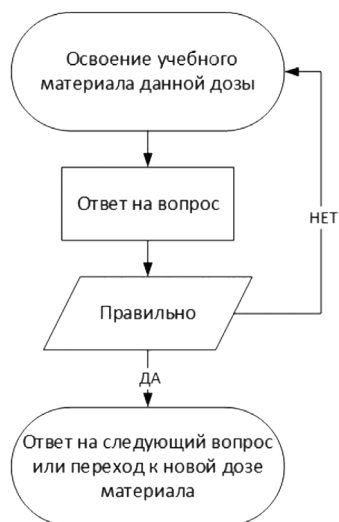 Освоение учебного
материала данной дозы
Ответ на вопрос
НЕТ
Правильно
ДА
Ответ на следующий вопрос
или переход к новой дозе
материала